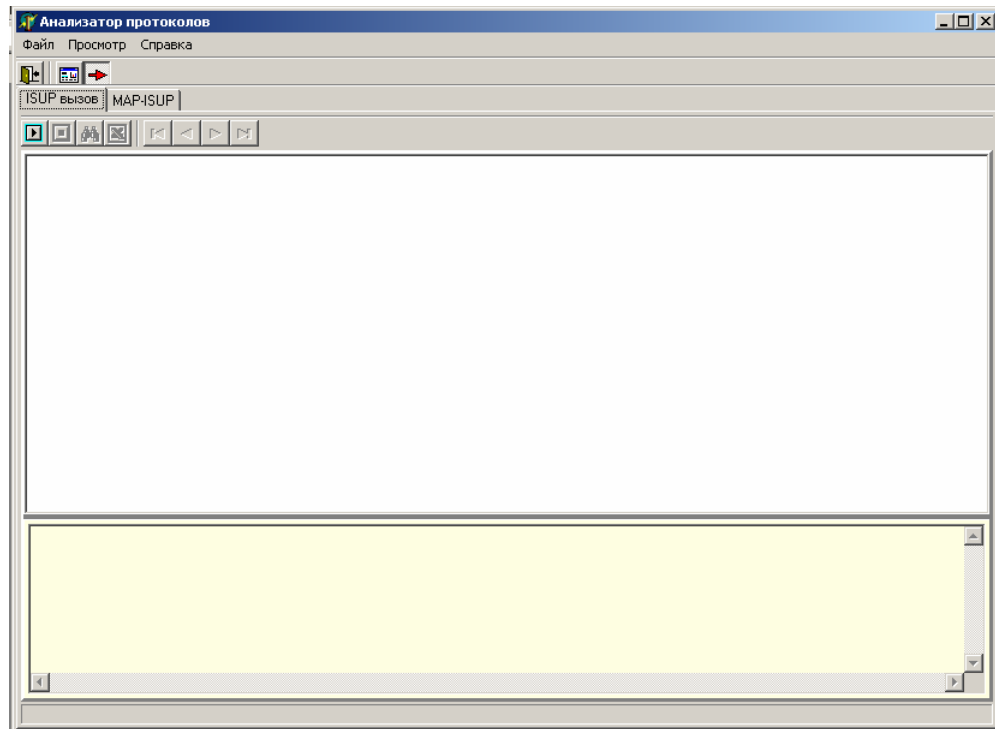 Анализатор протоколов
Файл Просмотр Справка
ISUP вызов MAP-ISUP